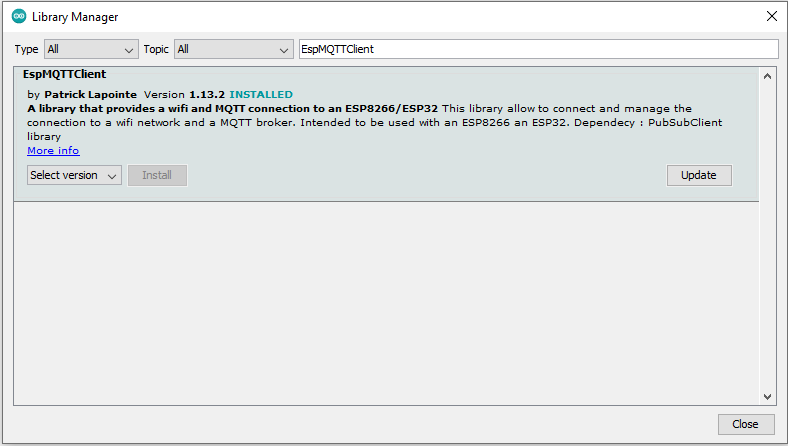 Library Manager
Type All Topic All EspMQTTClient
EspMQTTClient
by Patrick Lapointe Version 1.13.2 INSTALLED
A library that provides a wifi and MQTT connection to an ESP8266/ESP32 This library allow to connect and manage the
connection to a wifi network and a MQTT broker. Intended to be used with an ESP8266 an ESP32. Dependecy : PubSubClient
library
More info
Select version Install Update
Close